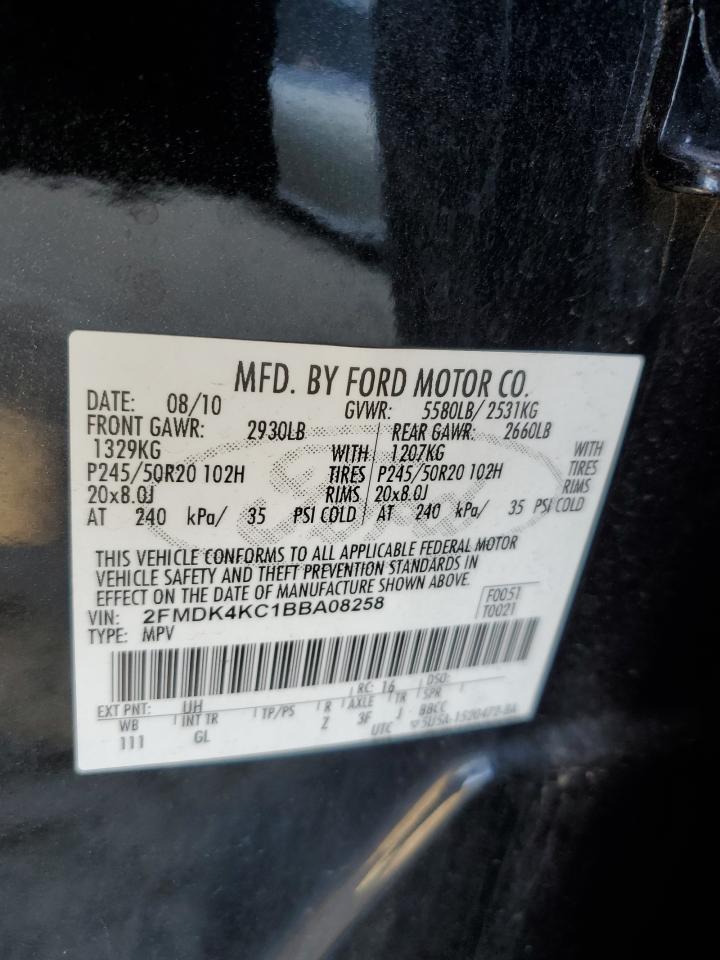 MFD. BY FORD MOTOR CO.
DATE: 08/10 GVWR: 5580LB/ 2531KG
FRONT GAWR: 2930LB REAR GAWR: 2660LB
1329KG WITH 1207KG WITH
P245/50R20 102H TIRES P245/50R20 102H TIRES
20x8.0J RIMS 20x8.0J RIMS
AT 240 kPa/ 35 PSI COLD AT 240 kPa/ 35 PSI COLD
THIS VEHICLE CONFORMS TO ALL APPLICABLE FEDERAL MOTOR
VEHICLE SAFETY AND THEFT PREVENTION STANDARDS IN
EFFECT ON THE DATE OF MANUFACTURE SHOWN ABOVE.
VIN: 2FMDK4KC1BBA08258 F0051
TYPE: MPV T0021
EXT PNT: UH RC: 16 DSO:
WB INT TR TP/PS R AXLE TR SPR
111 GL Z 3F J BBCC
UTC